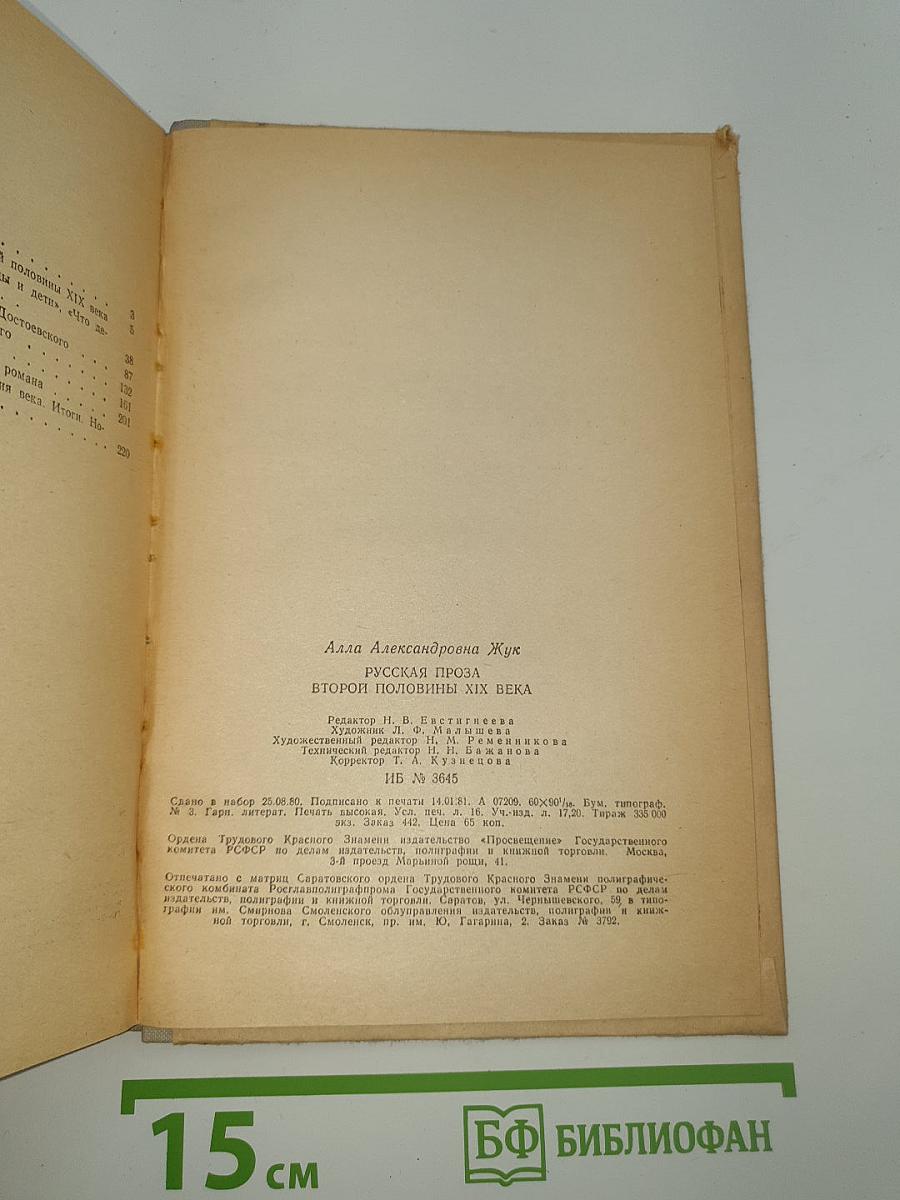 й половины XIX века
3
ы и дети», «Что де-
5
Достоевского
38
го
87
132
романа
161
201
ия века. Итоги. Но-
220
Алла Александровна Жук
РУССКАЯ ПРОЗА
ВТОРОЙ ПОЛОВИНЫ XIX ВЕКА
Редактор Н. В. Евстигнеева
Художник Л. Ф. Малышева
Художественный редактор Н. М. Ременникова
Технический редактор Н. Н. Бажанова
Корректор Т. А. Кузнецова
ИБ № 3645
Сдано в набор 25.08.80. Подписано к печати 14.01.81. А 07209. 60×90¹/₁₆. Бум. типограф.
№ 3. Гарн. литерат. Печать высокая. Усл. печ. л. 16. Уч.-изд. л. 17,20. Тираж 335 000
экз. Заказ 442. Цена 65 коп.
Ордена Трудового Красного Знамени издательство «Просвещение» Государственного
комитета РСФСР по делам издательств, полиграфии и книжной торговли. Москва,
3-й проезд Марьиной рощи, 41.
Отпечатано с матриц Саратовского ордена Трудового Красного Знамени полиграфиче-
ского комбината Росглавполиграфпрома Государственного комитета РСФСР по делам
издательств, полиграфии и книжной торговли. Саратов, ул. Чернышевского, 59, в типо-
графии им. Смирнова Смоленского облуправления издательств, полиграфии и книж-
ной торговли, г. Смоленск, пр. им. Ю. Гагарина, 2. Заказ № 3792.
15 см
БФ БИБЛИОФАН